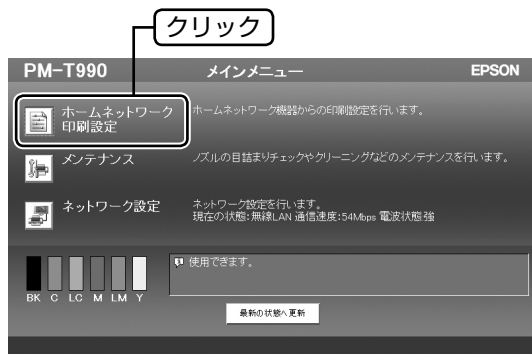 クリック
PM-T990 メインメニュー EPSON
ホームネットワーク
印刷設定
ホームネットワーク機器からの印刷設定を行います。
メンテナンス ノズルの目詰まりチェックやクリーニングなどのメンテナンスを行います。
ネットワーク設定 ネットワーク設定を行います。
現在の状態:無線LAN 通信速度:54Mbps 電波状態:強
使用できます。
BK C LC M LM Y
最新の状態へ更新